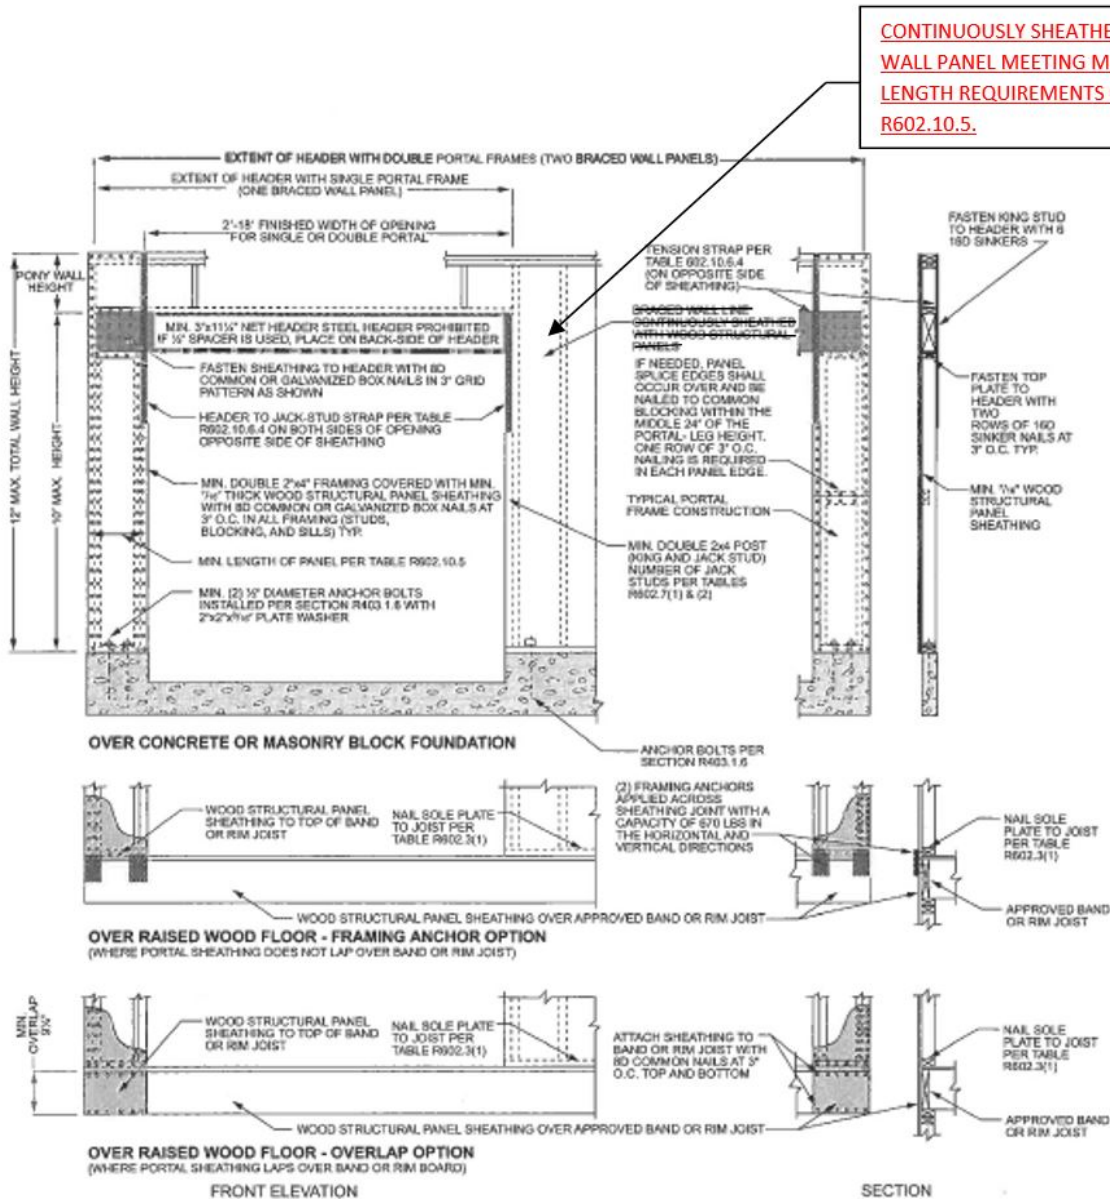 CONTINUOUSLY SHEATHE
WALL PANEL MEETING M
LENGTH REQUIREMENTS
R602.10.5.
EXTENT OF HEADER WITH DOUBLE PORTAL FRAMES (TWO BRACED WALL PANELS)
EXTENT OF HEADER WITH SINGLE PORTAL FRAME
(ONE BRACED WALL PANEL)
2'-18' FINISHED WIDTH OF OPENING
FOR SINGLE OR DOUBLE PORTAL
PONY WALL
HEIGHT
12' MAX. TOTAL WALL HEIGHT
10' MAX. HEIGHT
MIN. 3"x11¼" NET HEADER STEEL HEADER PROHIBITED
IF ½" SPACER IS USED, PLACE ON BACK-SIDE OF HEADER
FASTEN SHEATHING TO HEADER WITH 8D
COMMON OR GALVANIZED BOX NAILS IN 3" GRID
PATTERN AS SHOWN
HEADER TO JACK-STUD STRAP PER TABLE
R602.10.6.4 ON BOTH SIDES OF OPENING
OPPOSITE SIDE OF SHEATHING
MIN. DOUBLE 2"x4" FRAMING COVERED WITH MIN.
7/16" THICK WOOD STRUCTURAL PANEL SHEATHING
WITH 8D COMMON OR GALVANIZED BOX NAILS AT
3" O.C. IN ALL FRAMING (STUDS,
BLOCKING, AND SILLS) TYP.
MIN. LENGTH OF PANEL PER TABLE R602.10.5
MIN. (2) ½" DIAMETER ANCHOR BOLTS
INSTALLED PER SECTION R403.1.6 WITH
2"x2"x3/16" PLATE WASHER
TENSION STRAP PER
TABLE 602.10.6.4
(ON OPPOSITE SIDE
OF SHEATHING)
BRACED WALL LINE
CONTINUOUSLY SHEATHED
WITH WOOD STRUCTURAL
PANELS
IF NEEDED, PANEL
SPLICE EDGES SHALL
OCCUR OVER AND BE
NAILED TO COMMON
BLOCKING WITHIN THE
MIDDLE 24" OF THE
PORTAL- LEG HEIGHT.
ONE ROW OF 3" O.C.
NAILING IS REQUIRED
IN EACH PANEL EDGE.
TYPICAL PORTAL
FRAME CONSTRUCTION
MIN. DOUBLE 2x4 POST
(KING AND JACK STUD)
NUMBER OF JACK
STUDS PER TABLES
R602.7(1) & (2)
FASTEN KING STUD
TO HEADER WITH 6
16D SINKERS
FASTEN TOP
PLATE TO
HEADER WITH
TWO
ROWS OF 16D
SINKER NAILS AT
3" O.C. TYP.
MIN. 7/16" WOOD
STRUCTURAL
PANEL
SHEATHING
OVER CONCRETE OR MASONRY BLOCK FOUNDATION
ANCHOR BOLTS PER
SECTION R403.1.6
WOOD STRUCTURAL PANEL
SHEATHING TO TOP OF BAND
OR RIM JOIST
NAIL SOLE PLATE
TO JOIST PER
TABLE R602.3(1)
(2) FRAMING ANCHORS
APPLIED ACROSS
SHEATHING JOINT WITH A
CAPACITY OF 670 LBS IN
THE HORIZONTAL AND
VERTICAL DIRECTIONS
NAIL SOLE
PLATE TO JOIST
PER TABLE
R602.3(1)
WOOD STRUCTURAL PANEL SHEATHING OVER APPROVED BAND OR RIM JOIST
APPROVED BAND
OR RIM JOIST
OVER RAISED WOOD FLOOR - FRAMING ANCHOR OPTION
(WHERE PORTAL SHEATHING DOES NOT LAP OVER BAND OR RIM JOIST)
MIN.
OVERLAP
9¼"
WOOD STRUCTURAL PANEL
SHEATHING TO TOP OF BAND
OR RIM JOIST
NAIL SOLE PLATE
TO JOIST PER
TABLE R602.3(1)
ATTACH SHEATHING TO
BAND OR RIM JOIST WITH
8D COMMON NAILS AT 3"
O.C. TOP AND BOTTOM
NAIL SOLE
PLATE TO JOIST
PER TABLE
R602.3(1)
WOOD STRUCTURAL PANEL SHEATHING OVER APPROVED BAND OR RIM JOIST
APPROVED BAND
OR RIM JOIST
OVER RAISED WOOD FLOOR - OVERLAP OPTION
(WHERE PORTAL SHEATHING LAPS OVER BAND OR RIM BOARD)
FRONT ELEVATION
SECTION